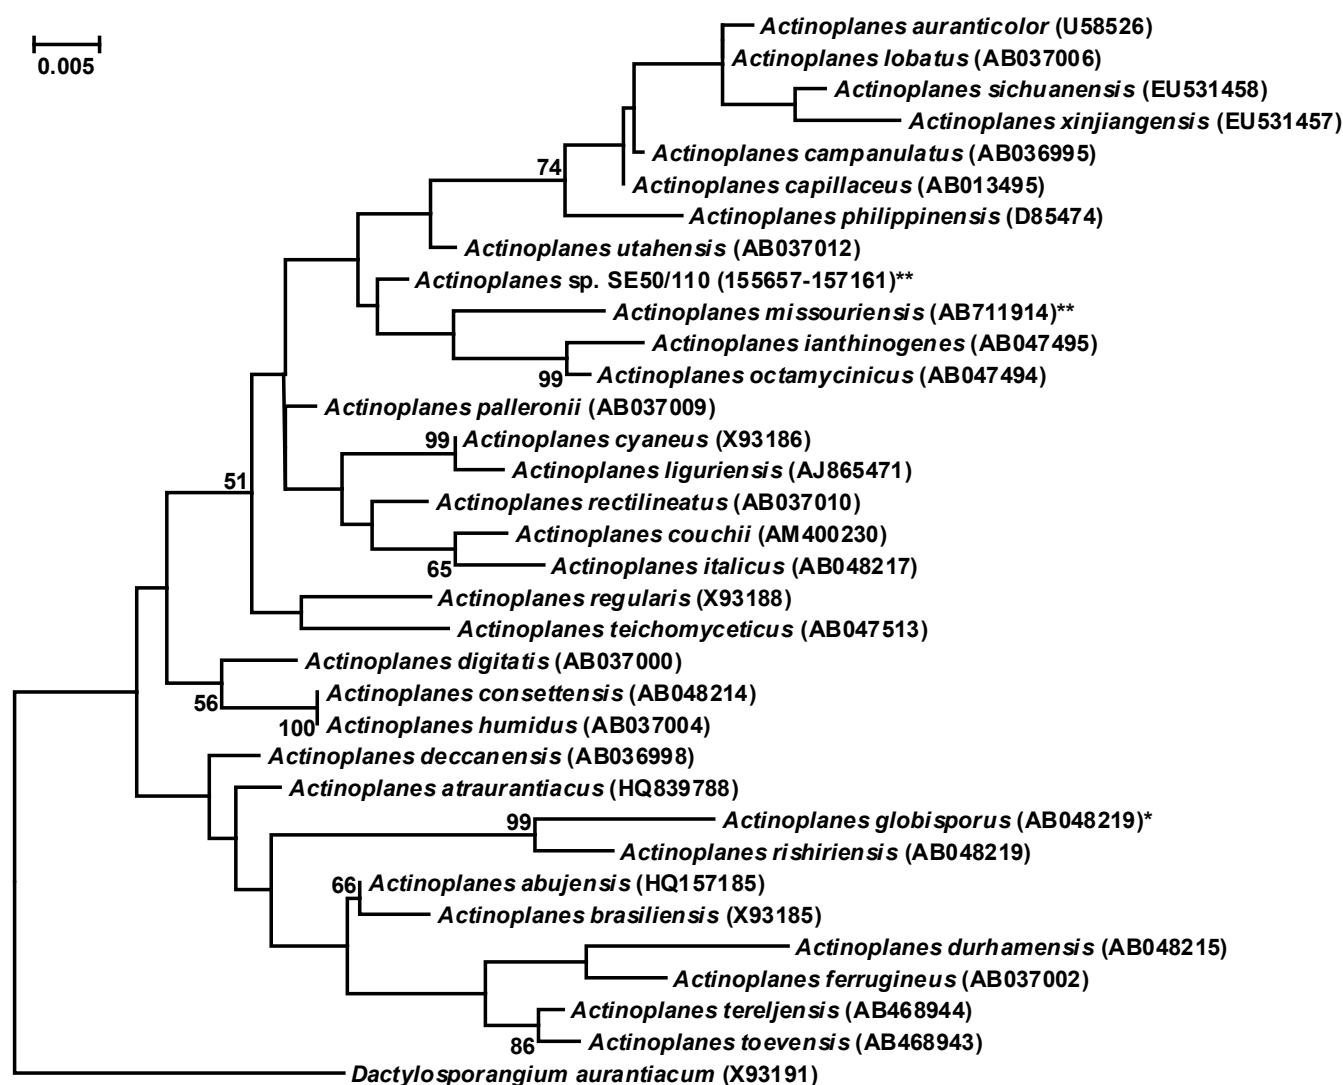 Actinoplanes auranticolor (U58526)
0.005
Actinoplanes lobatus (AB037006)
Actinoplanes sichuanensis (EU531458)
Actinoplanes xinjiangensis (EU531457)
Actinoplanes campanulatus (AB036995)
74
Actinoplanes capillaceus (AB013495)
Actinoplanes philippinensis (D85474)
Actinoplanes utahensis (AB037012)
Actinoplanes sp. SE50/110 (155657-157161)**
Actinoplanes missouriensis (AB711914)**
Actinoplanes ianthinogenes (AB047495)
99
Actinoplanes octamycinicus (AB047494)
Actinoplanes palleronii (AB037009)
99
Actinoplanes cyaneus (X93186)
Actinoplanes liguriensis (AJ865471)
51
Actinoplanes rectilineatus (AB037010)
Actinoplanes couchii (AM400230)
65
Actinoplanes italicus (AB048217)
Actinoplanes regularis (X93188)
Actinoplanes teichomyceticus (AB047513)
Actinoplanes digitatis (AB037000)
56
Actinoplanes consettensis (AB048214)
100
Actinoplanes humidus (AB037004)
Actinoplanes deccanensis (AB036998)
Actinoplanes atraurantiacus (HQ839788)
99
Actinoplanes globisporus (AB048219)*
Actinoplanes rishiriensis (AB048219)
66
Actinoplanes abujensis (HQ157185)
Actinoplanes brasiliensis (X93185)
Actinoplanes durhamensis (AB048215)
Actinoplanes ferrugineus (AB037002)
Actinoplanes tereljensis (AB468944)
86
Actinoplanes toevensis (AB468943)
Dactylosporangium aurantiacum (X93191)